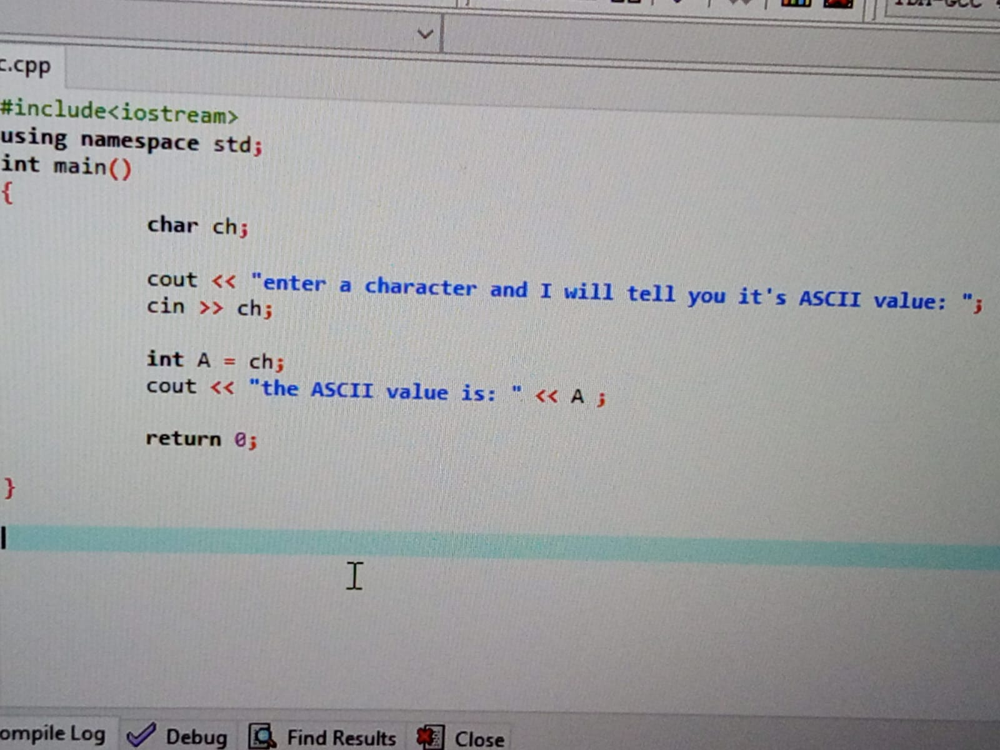 c.cpp
#include<iostream>
using namespace std;
int main()
{
char ch;
cout << "enter a character and I will tell you it's ASCII value: ";
cin >> ch;
int A = ch;
cout << "the ASCII value is: " << A ;
return 0;
}
ompile Log Debug Find Results Close